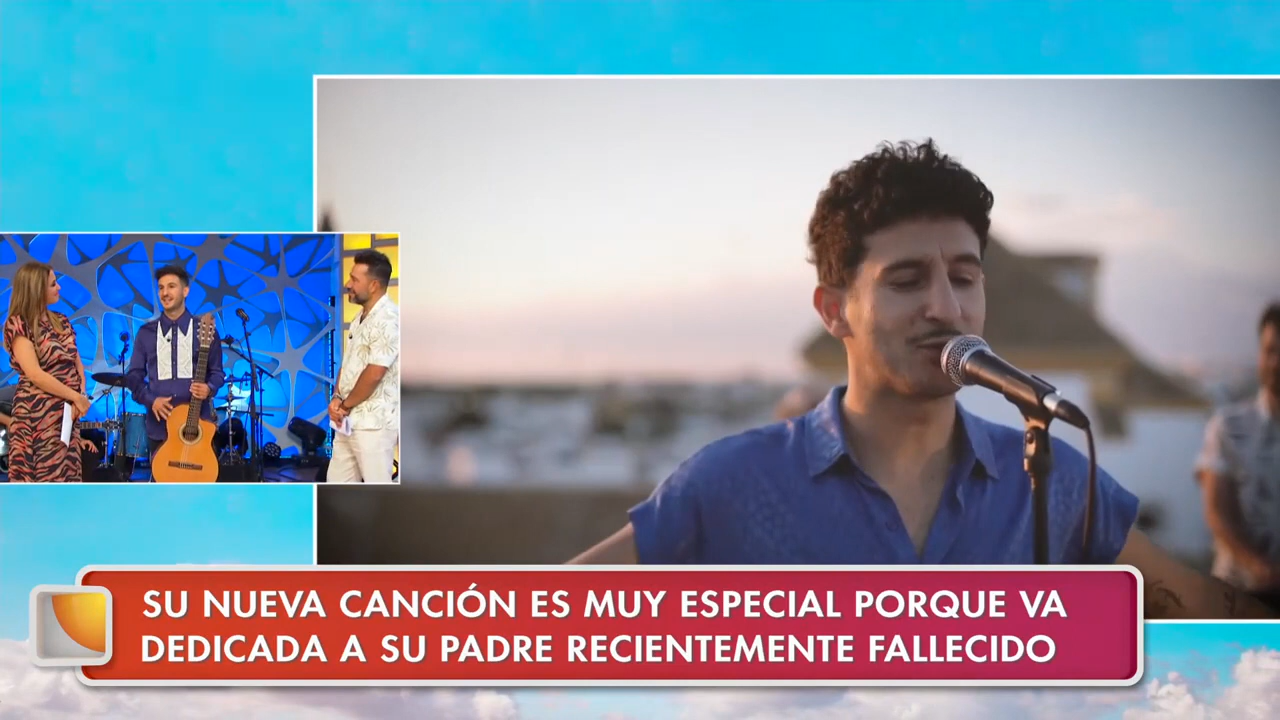 SU NUEVA CANCIÓN ES MUY ESPECIAL PORQUE VA
DEDICADA A SU PADRE RECIENTEMENTE FALLECIDO